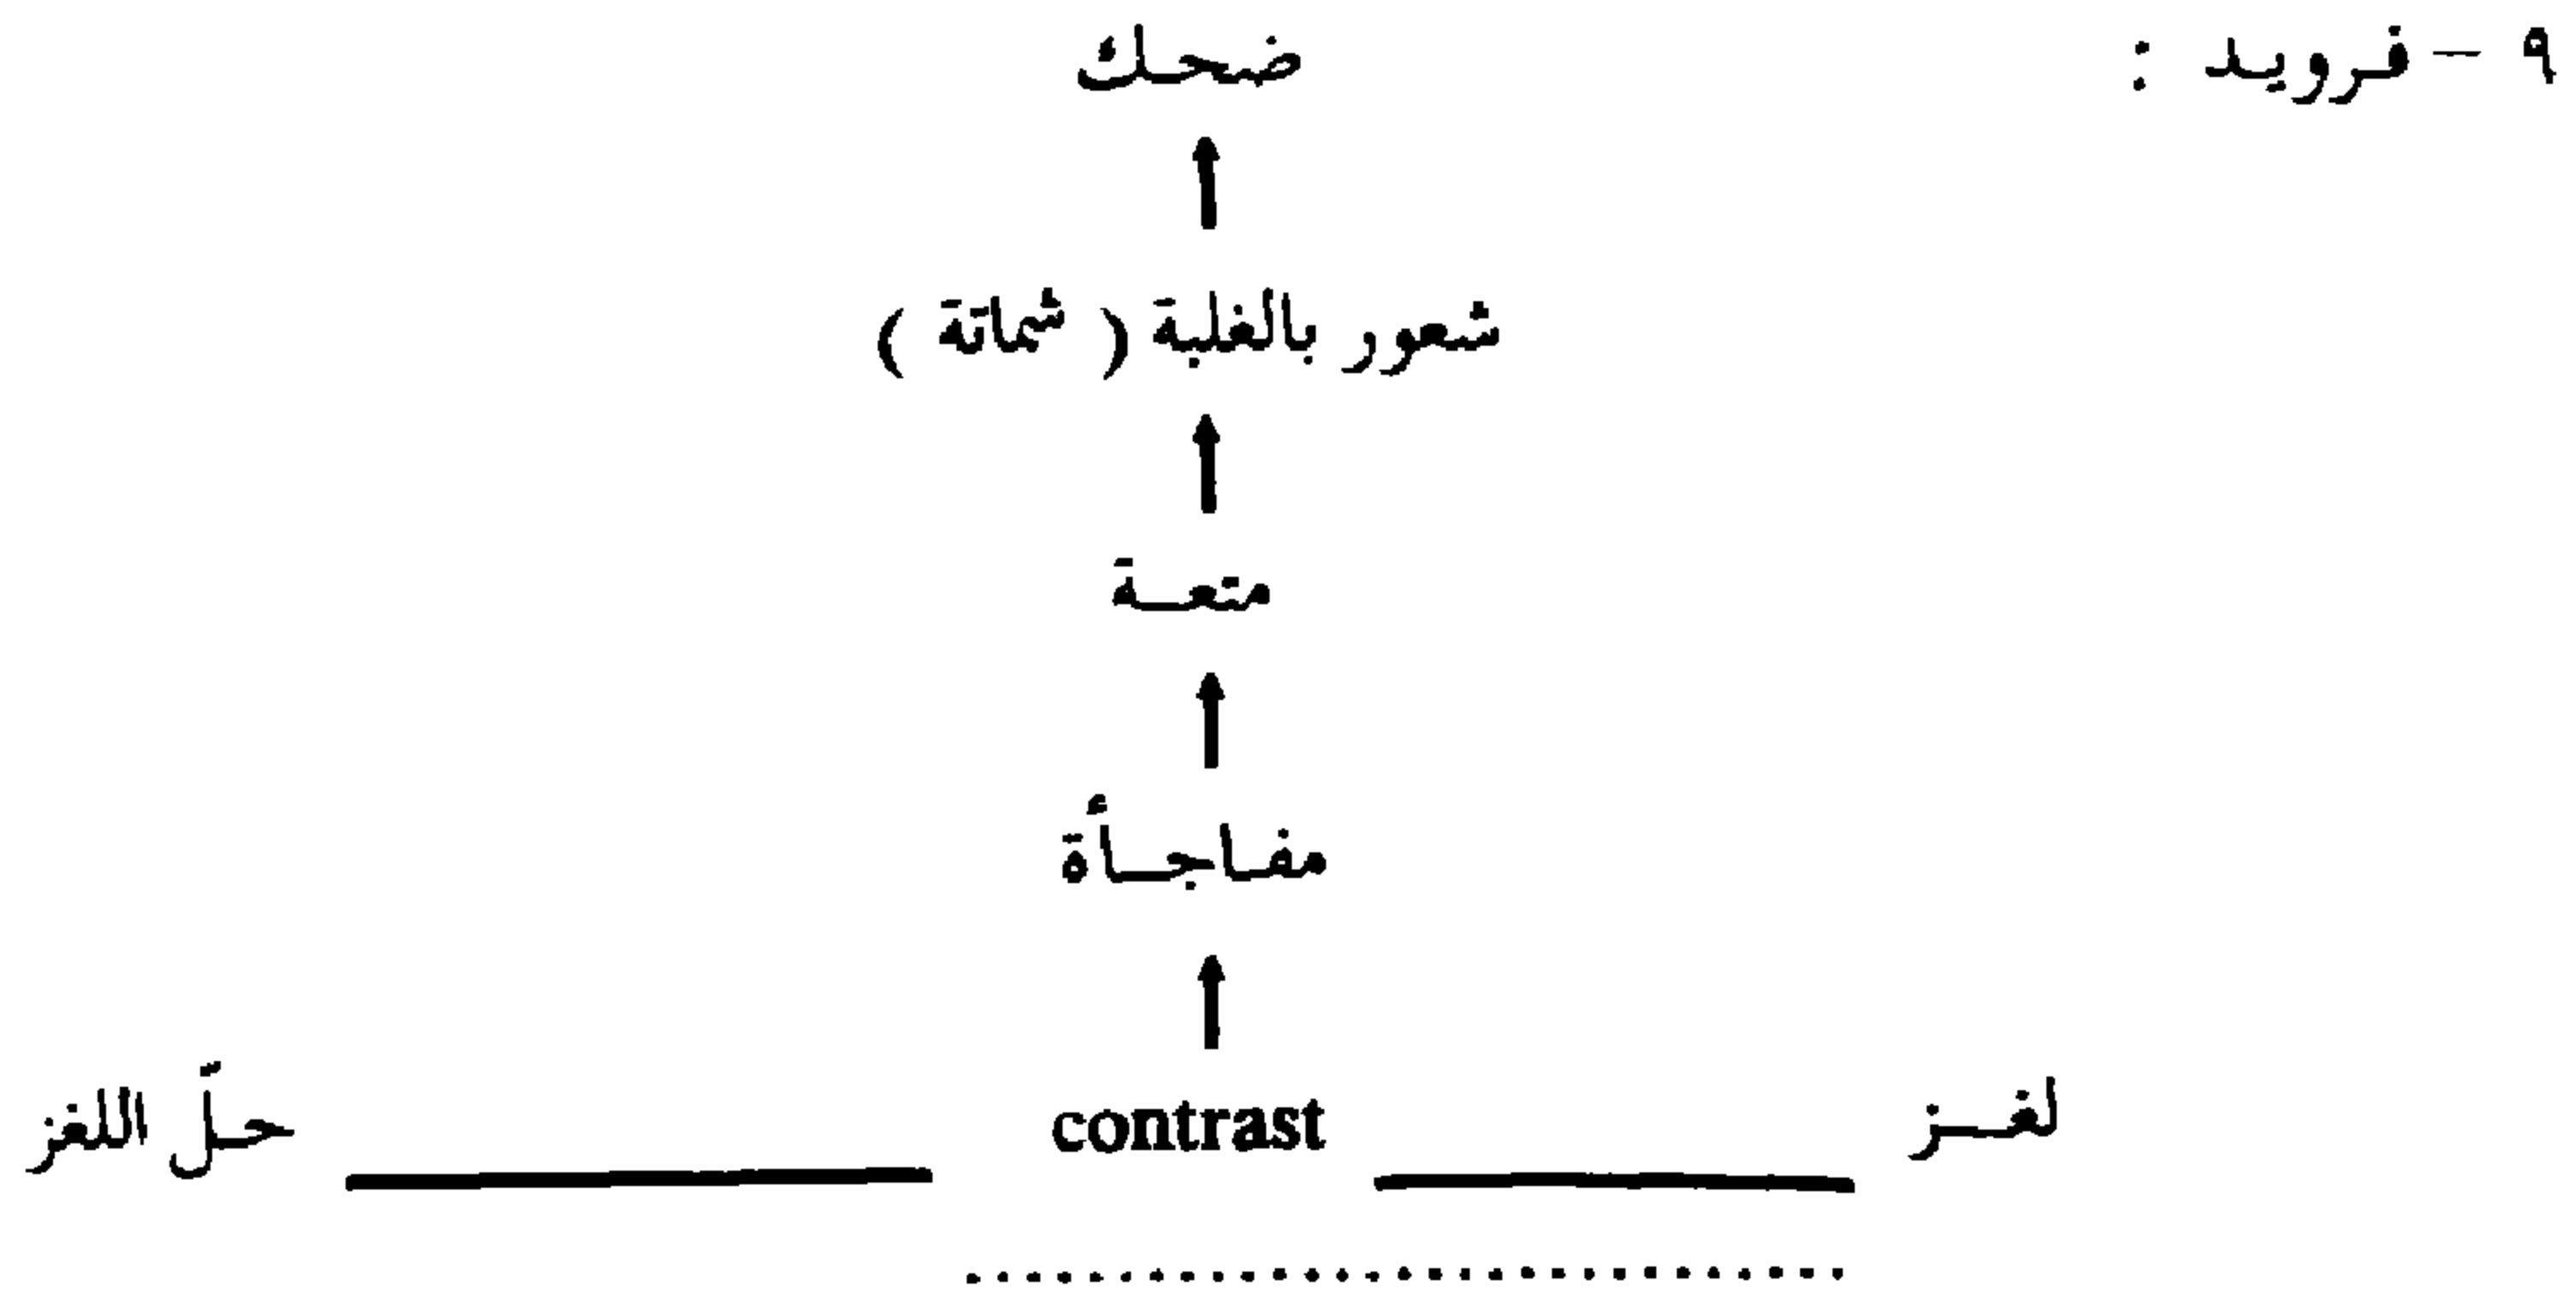 ٩ – فرويد :
ضحك
شعور بالغلبة ( شماتة )
متعة
مفاجأة
لغز contrast حلّ اللغز